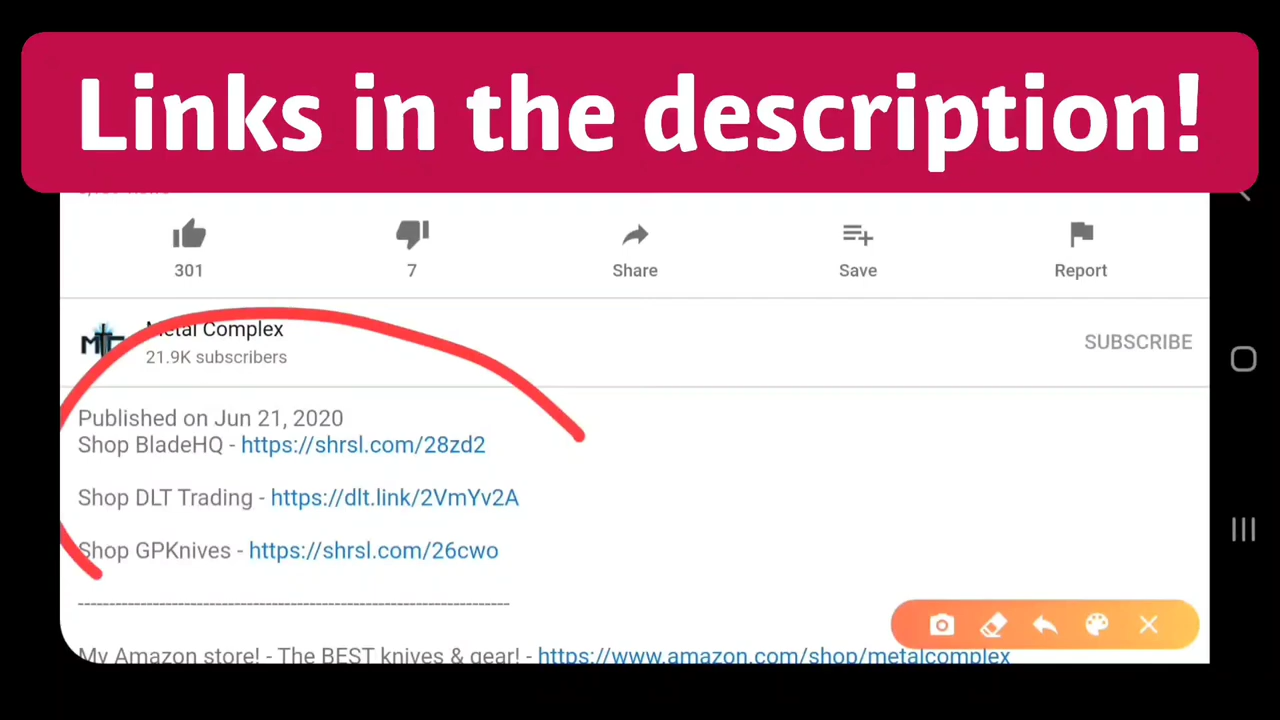 Links in the description!
301
7
Share
Save
Report
Metal Complex
21.9K subscribers
SUBSCRIBE
Published on Jun 21, 2020
Shop BladeHQ - https://shrsl.com/28zd2
Shop DLT Trading - https://dlt.link/2VmYv2A
Shop GPKnives - https://shrsl.com/26cwo
---------------------------------------------------------------------
My Amazon store! - The BEST knives & gear! - https://www.amazon.com/shop/metalcomplex